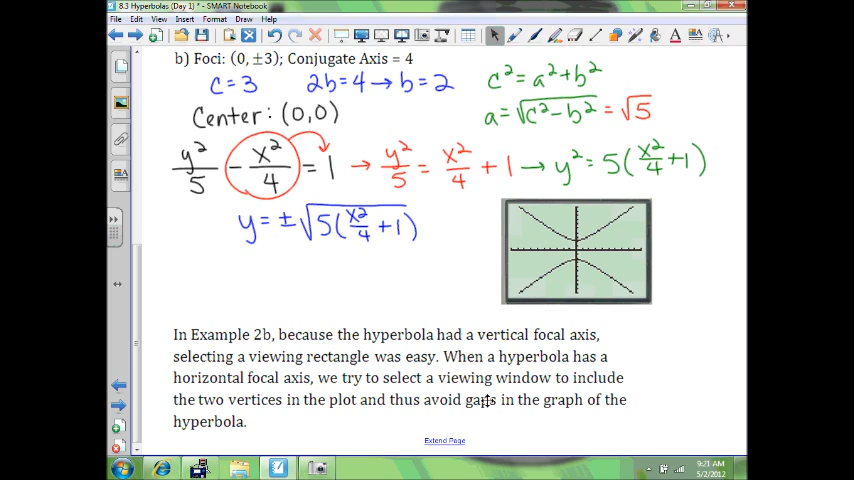 8.3 Hyperbolas (Day 1) * - SMART Notebook
File Edit View Insert Format Draw Help
b) Foci: (0, ±3); Conjugate Axis = 4
c = 3 2b = 4 → b = 2 c² = a² + b²
Center: (0,0) a = √(c² − b²) = √5
y²/5 − x²/4 = 1 → y²/5 = x²/4 + 1 → y² = 5(x²/4 + 1)
y = ± √(5(x²/4 + 1))
In Example 2b, because the hyperbola had a vertical focal axis,
selecting a viewing rectangle was easy. When a hyperbola has a
horizontal focal axis, we try to select a viewing window to include
the two vertices in the plot and thus avoid gaps in the graph of the
hyperbola.
Extend Page
9:21 AM
5/2/2012